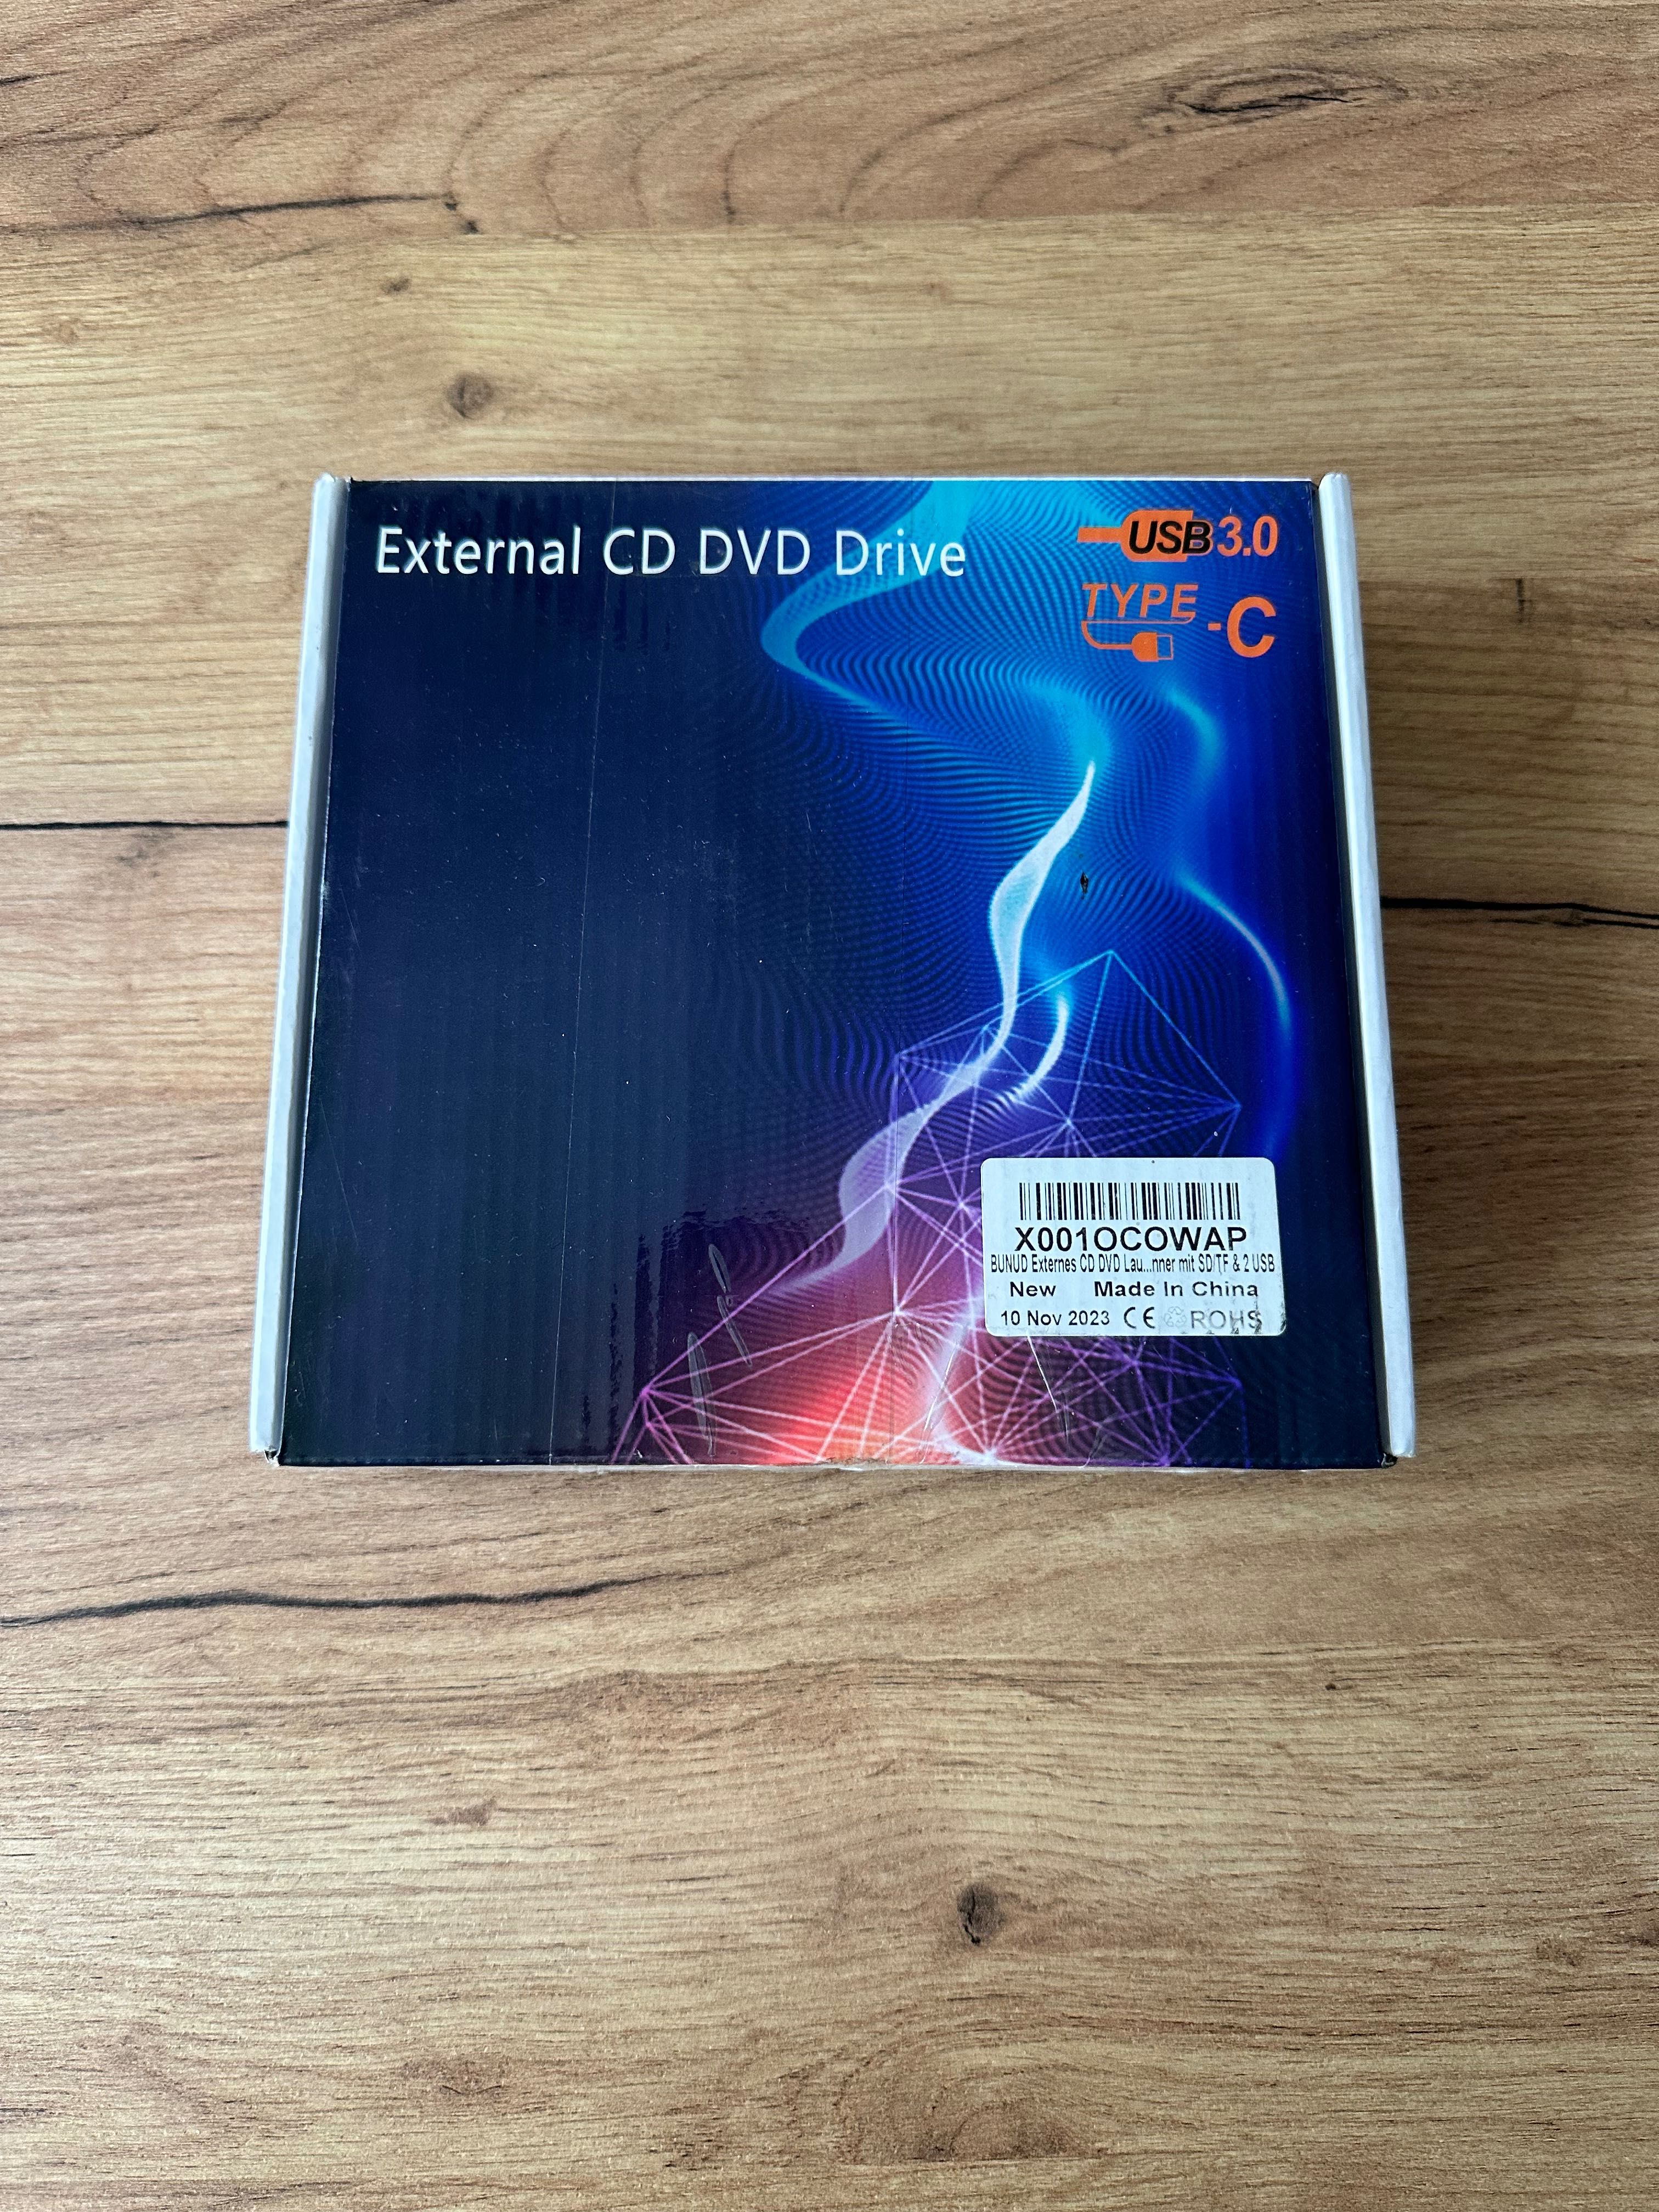 External CD DVD Drive
USB 3.0
TYPE-C
X001OCOWAP
BUNUD Externes CD DVD Lau...nner mit SD/TF & 2 USB
New Made In China
10 Nov 2023 CE ROHS